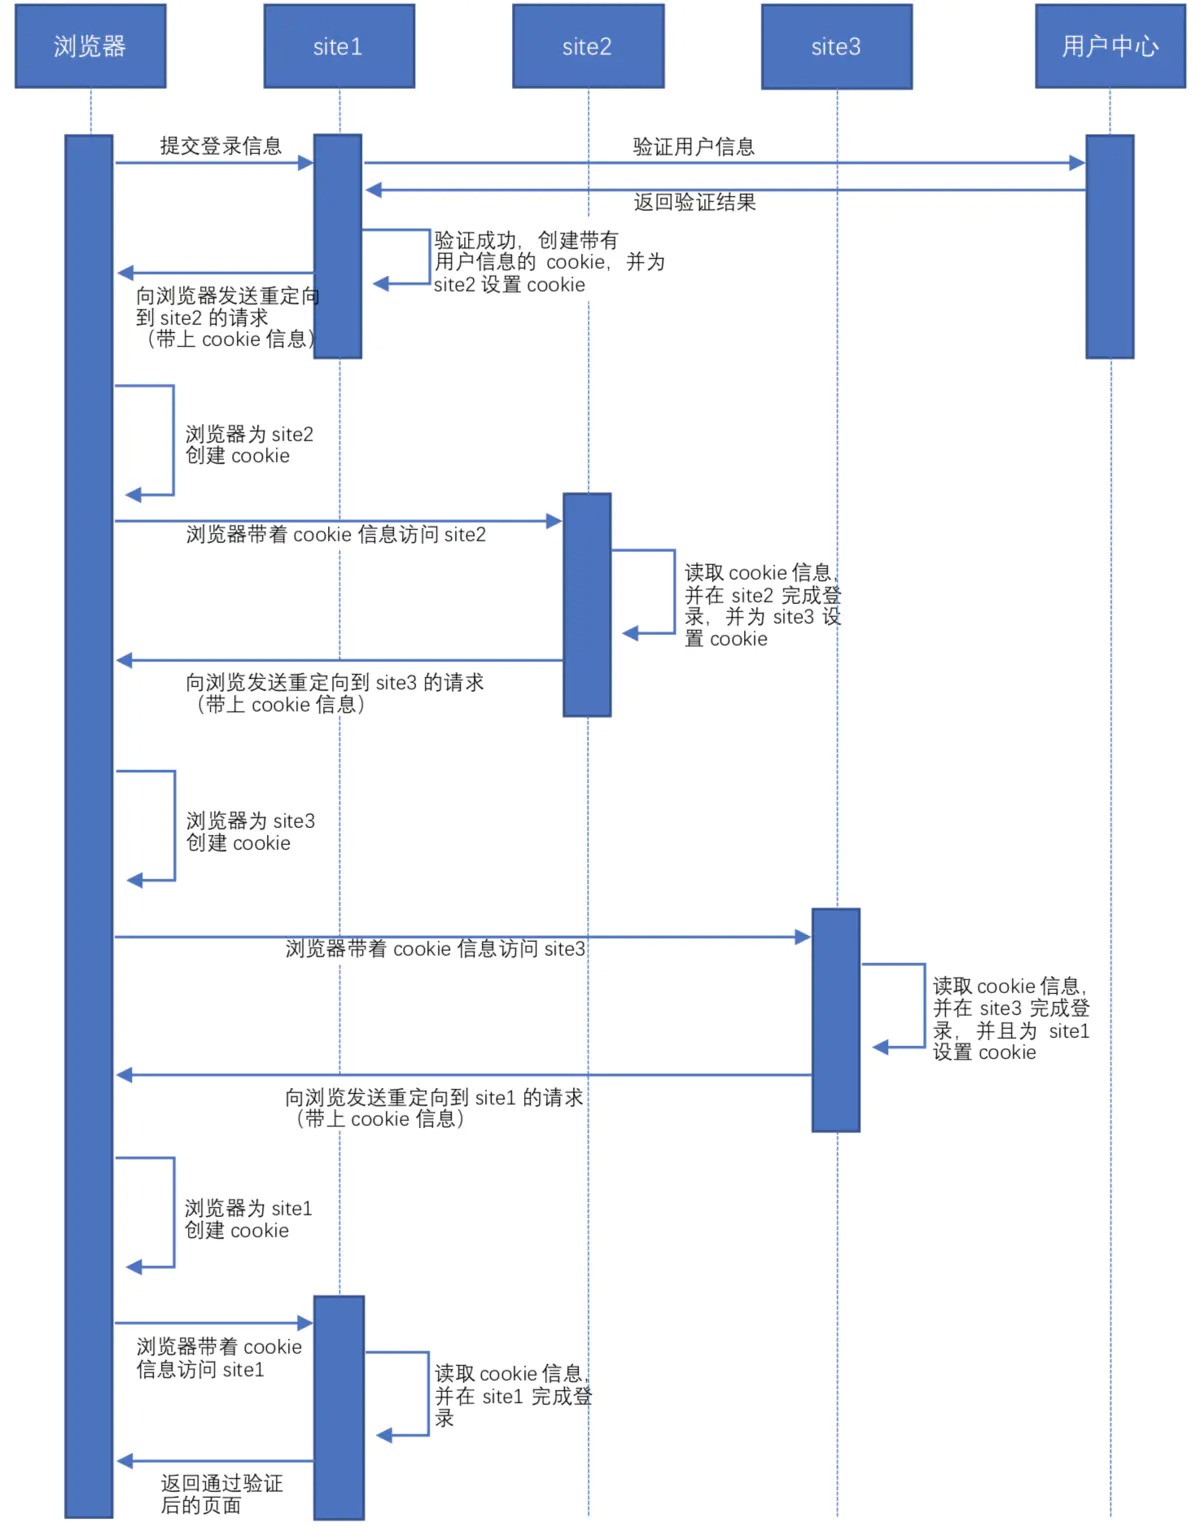 浏览器
site1
site2
site3
用户中心
提交登录信息
验证用户信息
返回验证结果
验证成功，创建带有
用户信息的 cookie，并为
site2 设置 cookie
向浏览器发送重定向
到 site2 的请求
（带上 cookie 信息）
浏览器为 site2
创建 cookie
浏览器带着 cookie 信息访问 site2
读取 cookie 信息，
并在 site2 完成登
录，并为 site3 设
置 cookie
向浏览发送重定向到 site3 的请求
（带上 cookie 信息）
浏览器为 site3
创建 cookie
浏览器带着 cookie 信息访问 site3
读取 cookie 信息，
并在 site3 完成登
录，并且为 site1
设置 cookie
向浏览发送重定向到 site1 的请求
（带上 cookie 信息）
浏览器为 site1
创建 cookie
浏览器带着 cookie
信息访问 site1
读取 cookie 信息，
并在 site1 完成登
录
返回通过验证
后的页面